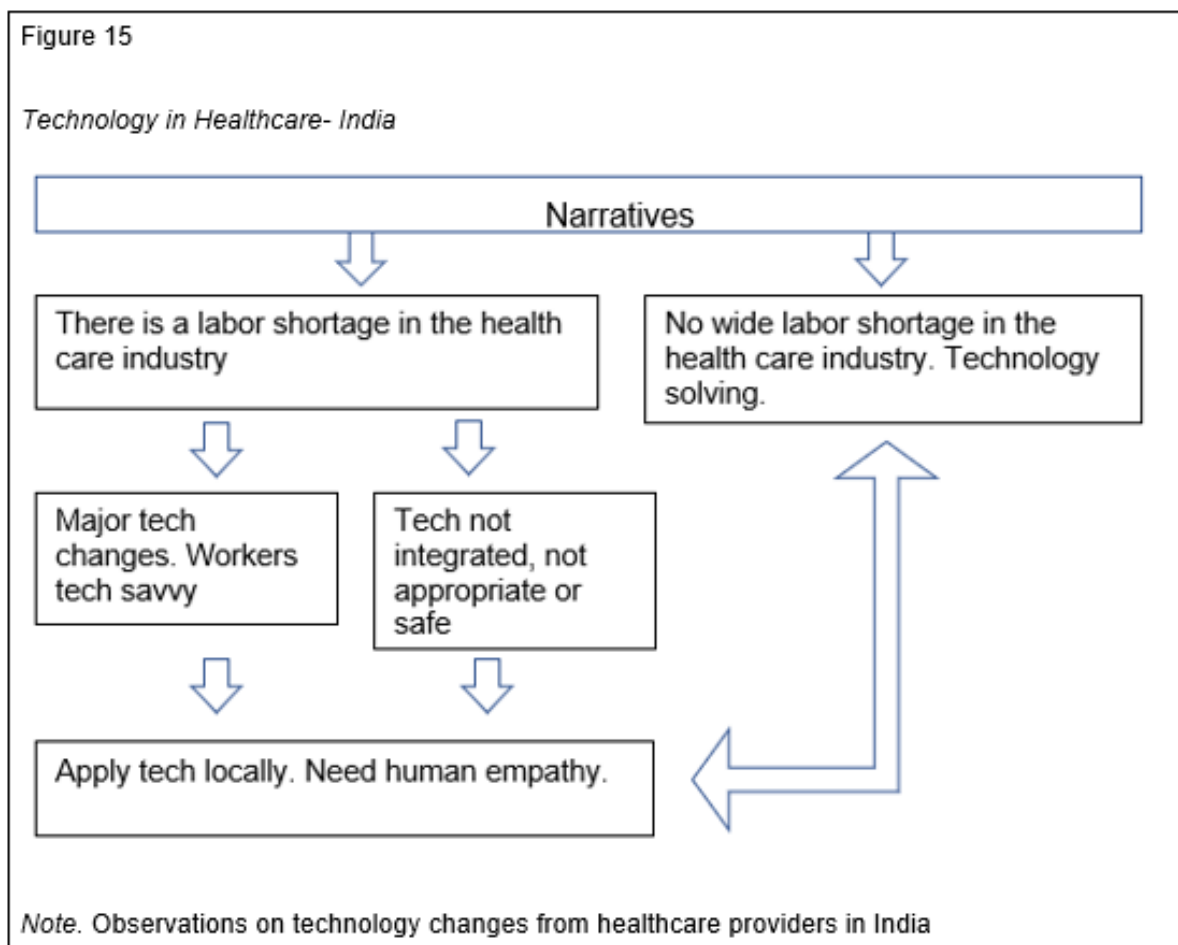 Figure 15
Technology in Healthcare- India
Narratives
There is a labor shortage in the health
care industry
No wide labor shortage in the
health care industry. Technology
solving.
Major tech
changes. Workers
tech savvy
Tech not
integrated, not
appropriate or
safe
Apply tech locally. Need human empathy.
Note. Observations on technology changes from healthcare providers in India